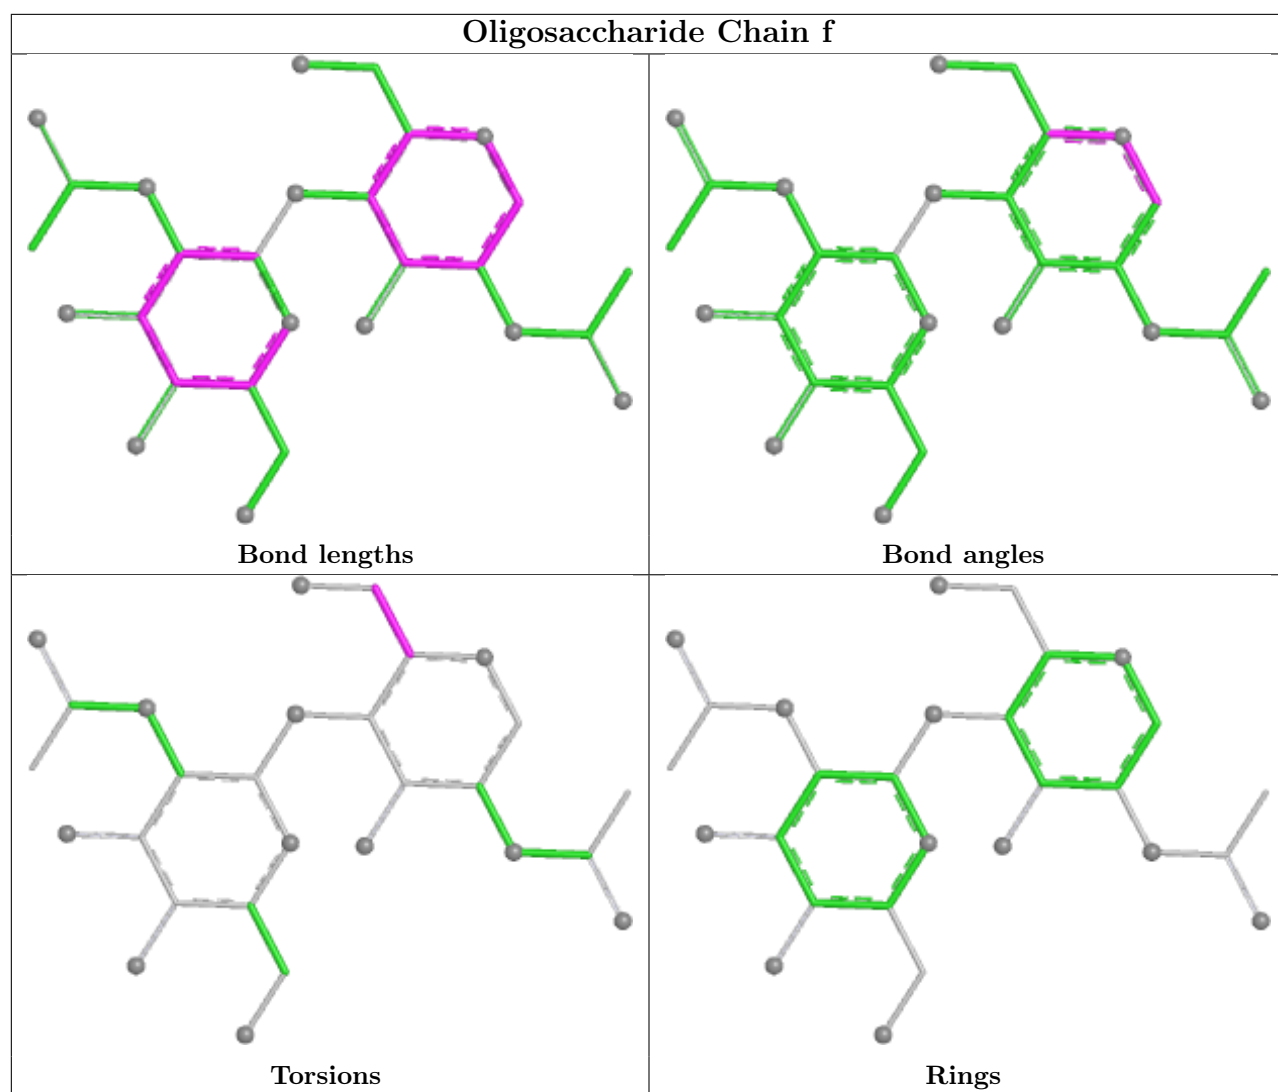 Oligosaccharide Chain f
Bond lengths
Bond angles
Torsions
Rings